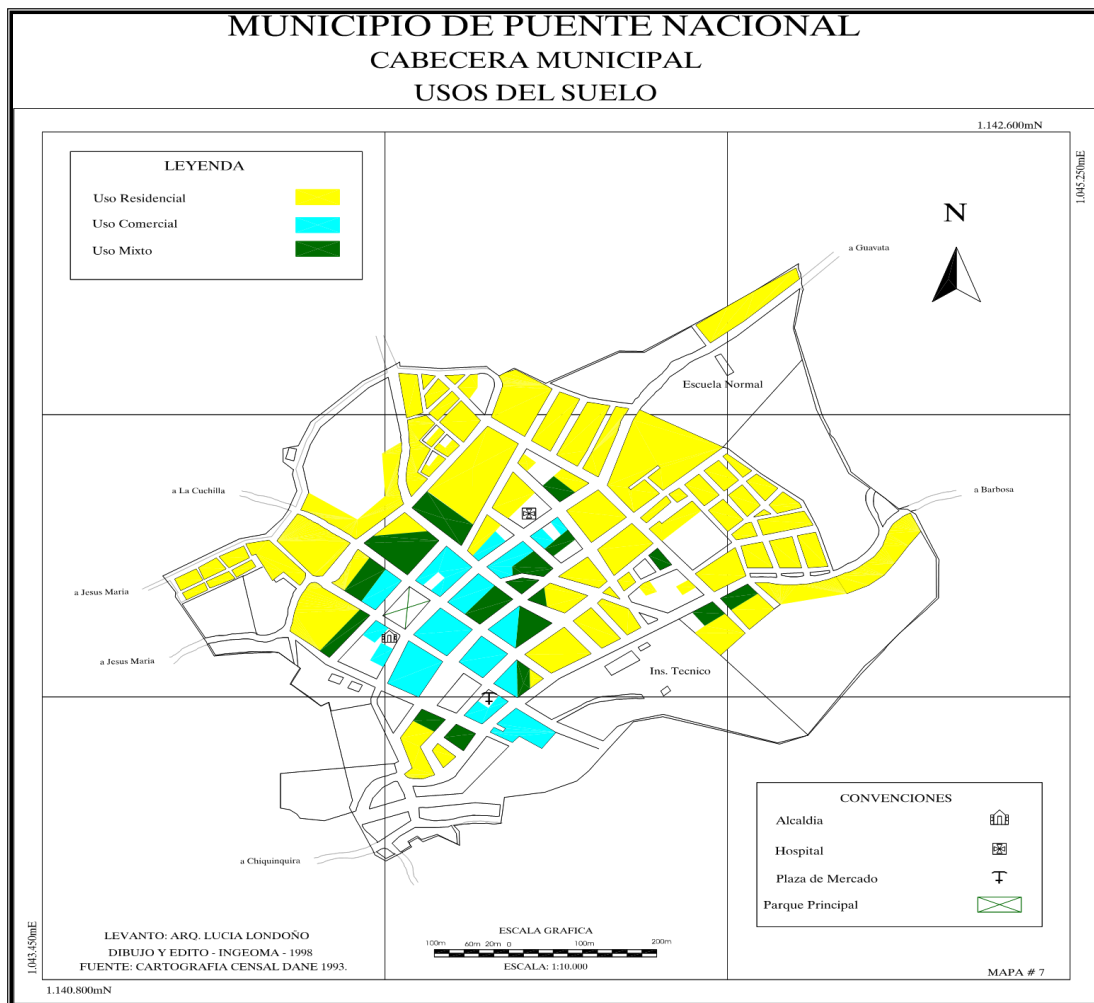 MUNICIPIO DE PUENTE NACIONAL
CABECERA MUNICIPAL
USOS DEL SUELO
1.142.600mN
1.045.250mE
LEYENDA
Uso Residencial
Uso Comercial
Uso Mixto
N
a Guavata
Escuela Normal
a La Cuchilla
a Barbosa
a Jesus Maria
a Jesus Maria
Ins. Tecnico
a Chiquinquira
CONVENCIONES
Alcaldia
Hospital
Plaza de Mercado
Parque Principal
LEVANTO: ARQ. LUCIA LONDOÑO
DIBUJO Y EDITO - INGEOMA - 1998
FUENTE: CARTOGRAFIA CENSAL DANE 1993.
ESCALA GRAFICA
100m 60m 20m 0 100m 200m
ESCALA: 1:10.000
MAPA # 7
1.043.450mE
1.140.800mN